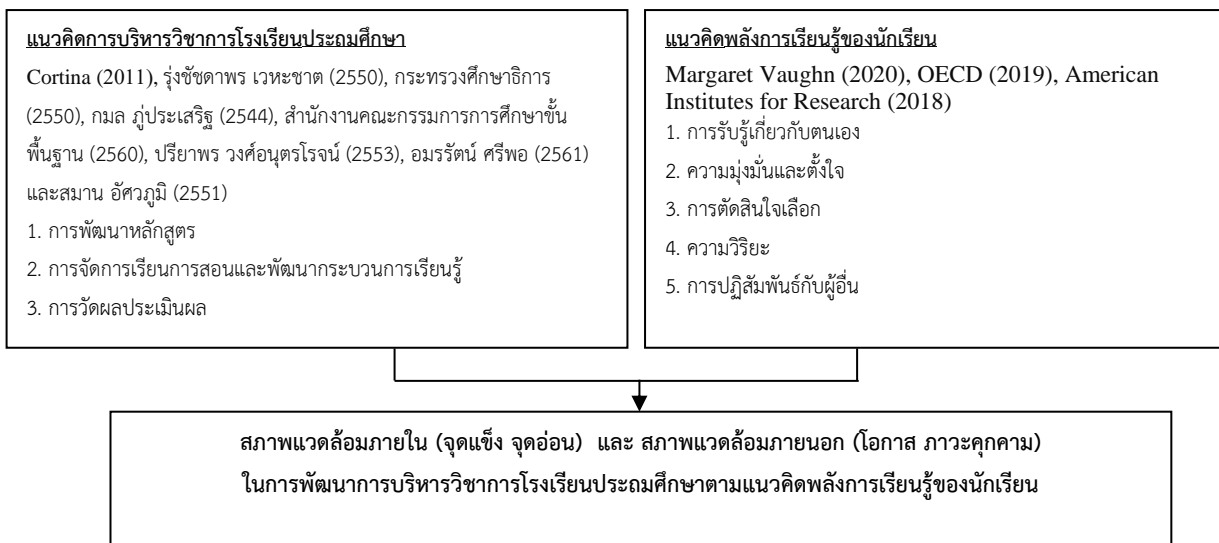 แนวคิดการบริหารวิชาการโรงเรียนประถมศึกษา
Cortina (2011), รุ่งชัชดาพร เวหะชาต (2550), กระทรวงศึกษาธิการ
(2550), กมล ภู่ประเสริฐ (2544), สำนักงานคณะกรรมการการศึกษาขั้น
พื้นฐาน (2560), ปรียาพร วงศ์อนุตรโรจน์ (2553), อมรรัตน์ ศรีพอ (2561)
และสมาน อัศวภูมิ (2551)
1. การพัฒนาหลักสูตร
2. การจัดการเรียนการสอนและพัฒนากระบวนการเรียนรู้
3. การวัดผลประเมินผล
แนวคิดพลังการเรียนรู้ของนักเรียน
Margaret Vaughn (2020), OECD (2019), American
Institutes for Research (2018)
1. การรับรู้เกี่ยวกับตนเอง
2. ความมุ่งมั่นและตั้งใจ
3. การตัดสินใจเลือก
4. ความวิริยะ
5. การปฏิสัมพันธ์กับผู้อื่น
สภาพแวดล้อมภายใน (จุดแข็ง จุดอ่อน) และ สภาพแวดล้อมภายนอก (โอกาส ภาวะคุกคาม)
ในการพัฒนาการบริหารวิชาการโรงเรียนประถมศึกษาตามแนวคิดพลังการเรียนรู้ของนักเรียน